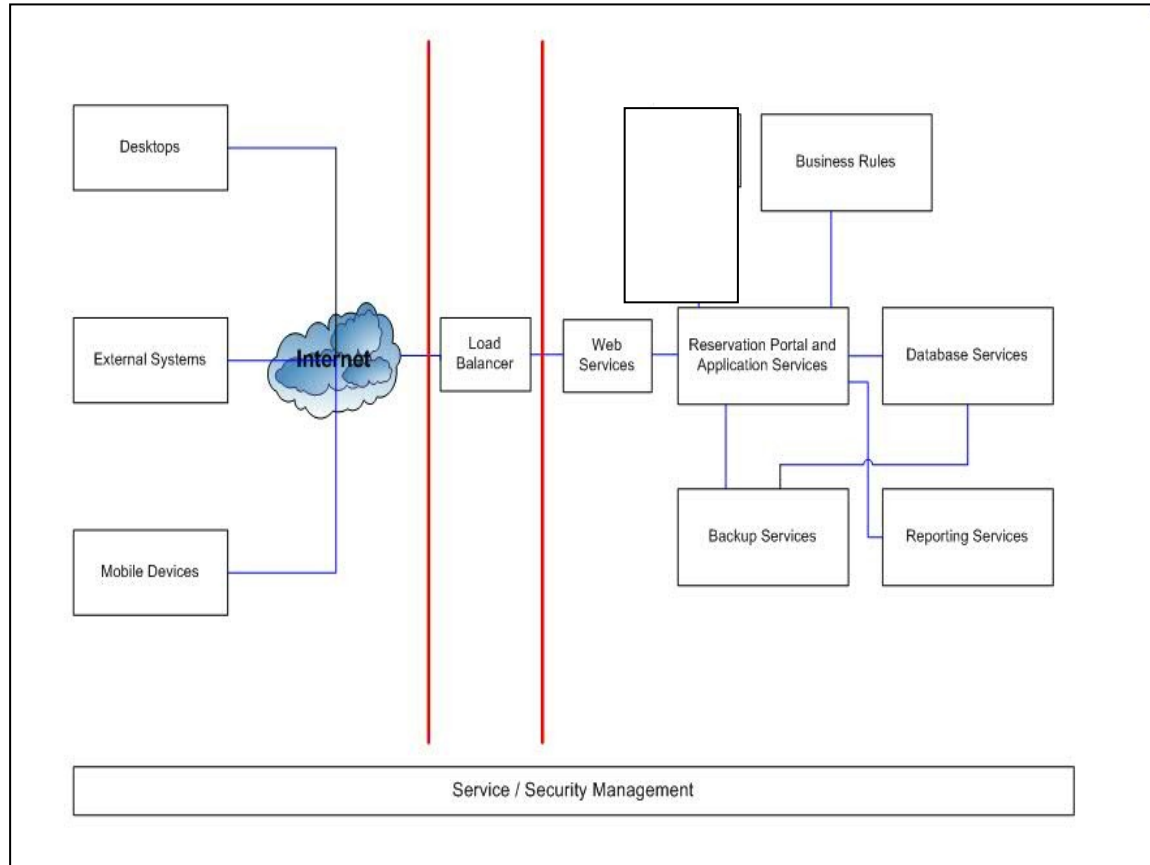 Desktops
Business Rules
External Systems
Internet
Load
Balancer
Web
Services
Reservation Portal and
Application Services
Database Services
Mobile Devices
Backup Services
Reporting Services
Service / Security Management